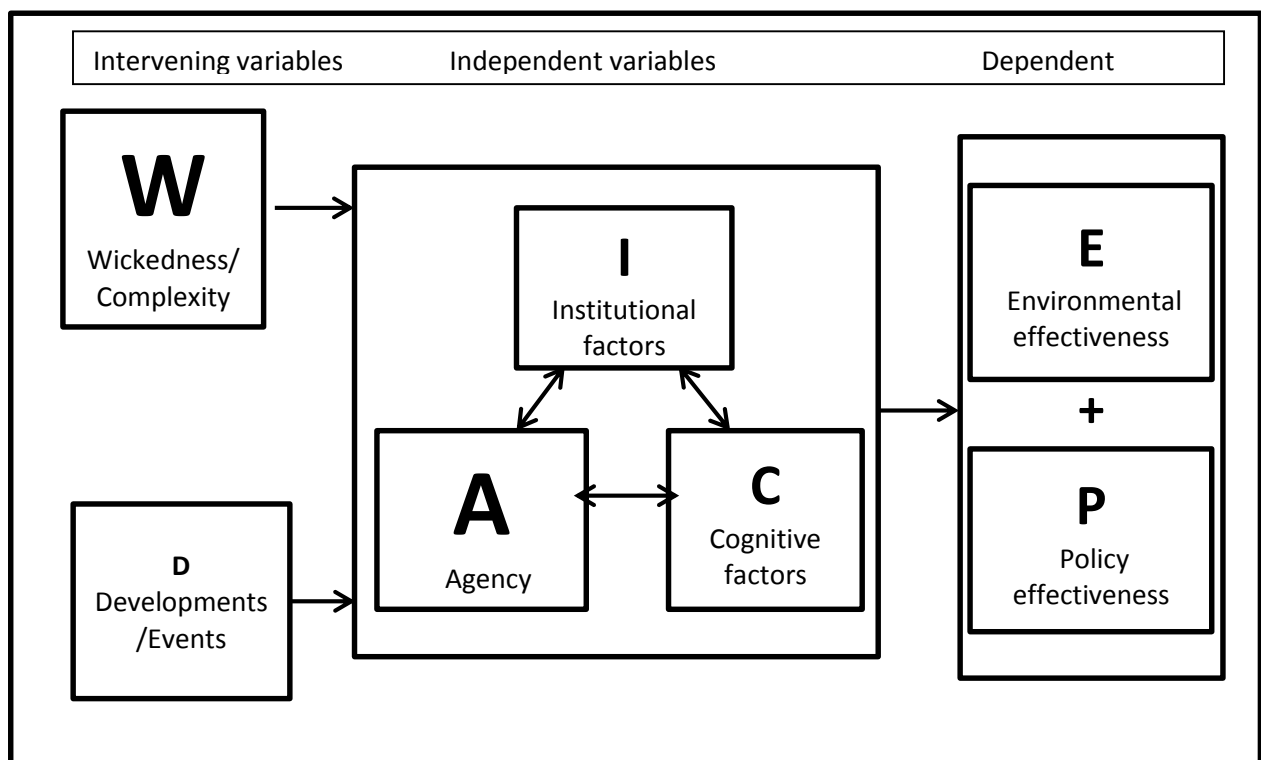 Intervening variables Independent variables Dependent
W
Wickedness/
Complexity
D
Developments
/Events
I
Institutional
factors
A
Agency
C
Cognitive
factors
E
Environmental
effectiveness
+
P
Policy
effectiveness